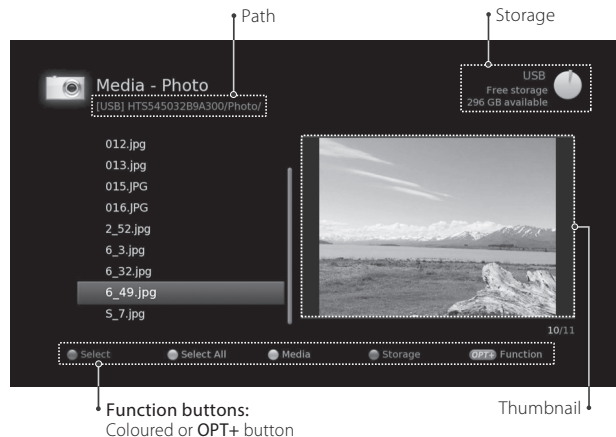 Path
Storage
Media - Photo
[USB] HTS545032B9A300/Photo/
USB
Free storage
296 GB available
012.jpg
013.jpg
015.JPG
016.JPG
2_52.jpg
6_3.jpg
6_32.jpg
6_49.jpg
S_7.jpg
10/11
Select
Select All
Media
Storage
OPT+ Function
Function buttons:
Coloured or OPT+ button
Thumbnail